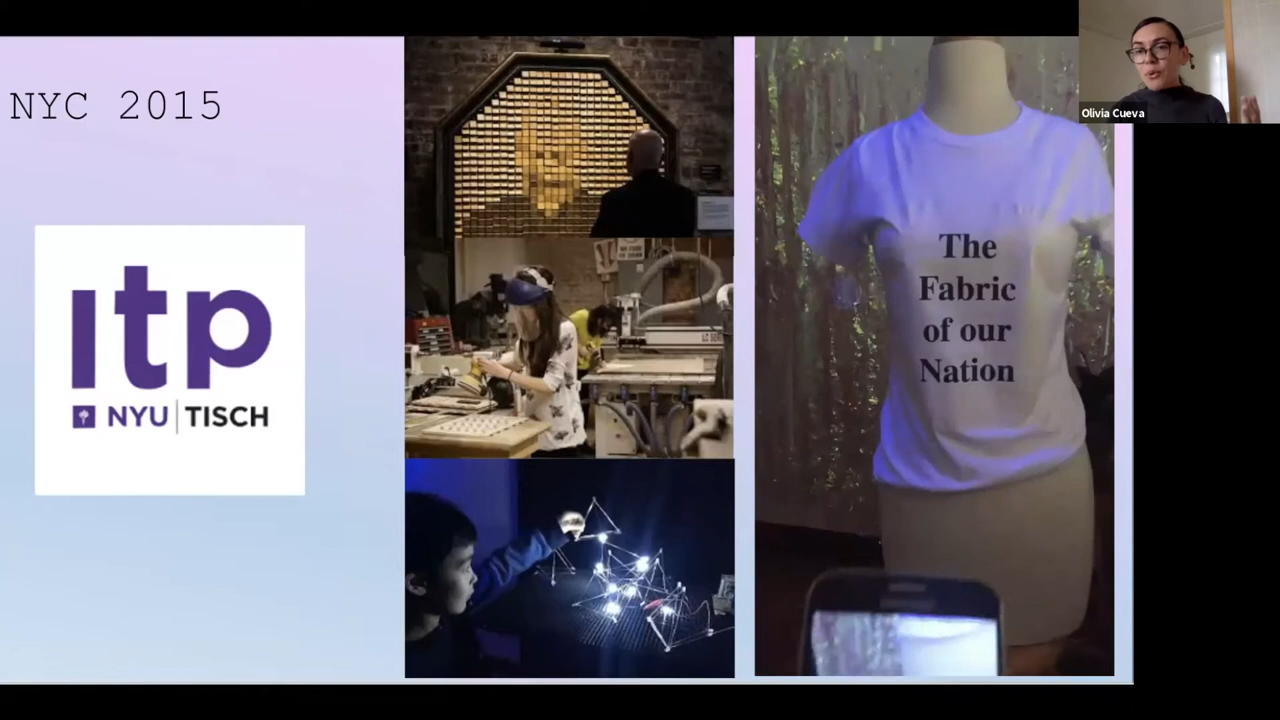 NYC 2015
Itp
NYU | TISCH
The
Fabric
of our
Nation
Olivia Cueva